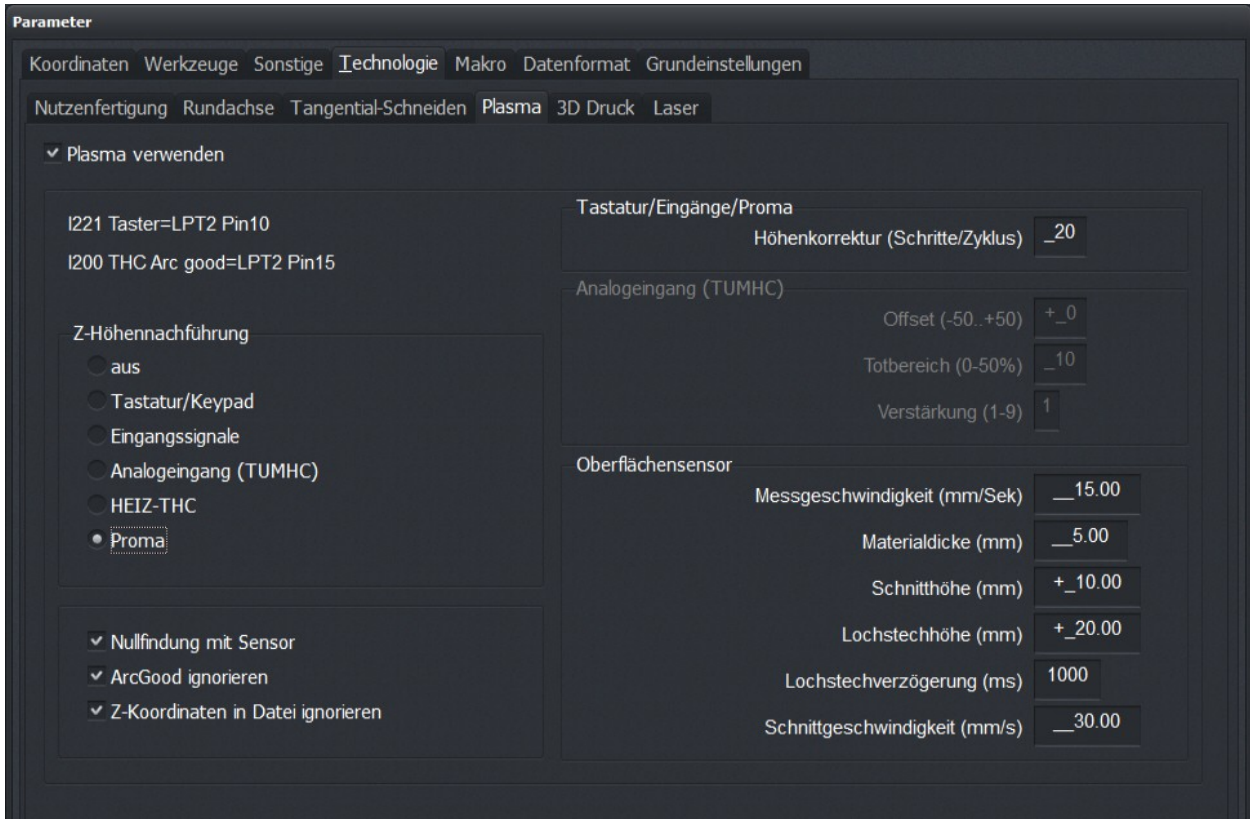 Parameter
Koordinaten Werkzeuge Sonstige Technologie Makro Datenformat Grundeinstellungen
Nutzenfertigung Rundachse Tangential-Schneiden Plasma 3D Druck Laser
Plasma verwenden
I221 Taster=LPT2 Pin10
I200 THC Arc good=LPT2 Pin15
Z-Höhennachführung
aus
Tastatur/Keypad
Eingangssignale
Analogeingang (TUMHC)
HEIZ-THC
Proma
Nullfindung mit Sensor
ArcGood ignorieren
Z-Koordinaten in Datei ignorieren
Tastatur/Eingänge/Proma
Höhenkorrektur (Schritte/Zyklus) _20
Analogeingang (TUMHC)
Offset (-50..+50) +_0
Totbereich (0-50%) _10
Verstärkung (1-9) 1
Oberflächensensor
Messgeschwindigkeit (mm/Sek) __15.00
Materialdicke (mm) __5.00
Schnitthöhe (mm) +_10.00
Lochstechhöhe (mm) +_20.00
Lochstechverzögerung (ms) 1000
Schnittgeschwindigkeit (mm/s) __30.00